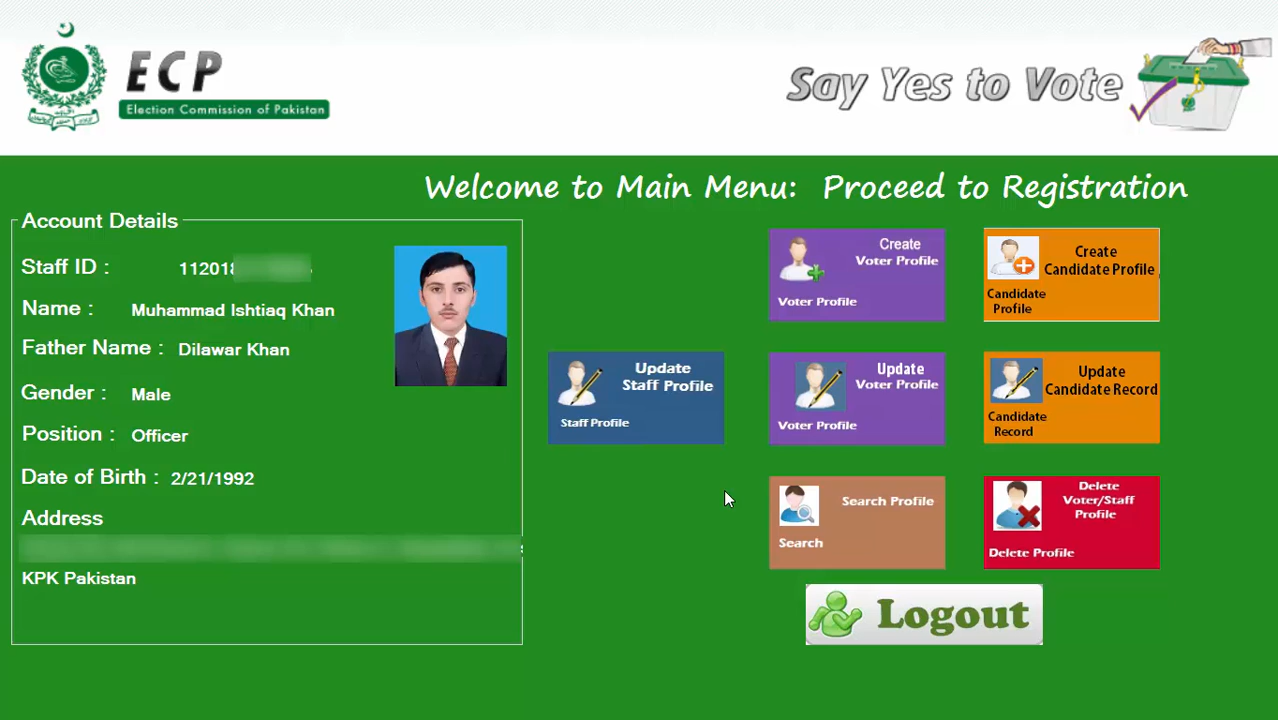 ECP
Election Commission of Pakistan
Say Yes to Vote
Welcome to Main Menu: Proceed to Registration
Account Details
Staff ID :
Name : Muhammad Ishtiaq Khan
Father Name : Dilawar Khan
Gender : Male
Position : Officer
Date of Birth : 2/21/1992
Address
KPK Pakistan
Create
Voter Profile
Voter Profile
Create
Candidate Profile
Candidate
Profile
Update
Staff Profile
Staff Profile
Update
Voter Profile
Voter Profile
Update
Candidate Record
Candidate
Record
Search Profile
Search
Delete
Voter/Staff
Profile
Delete Profile
Logout